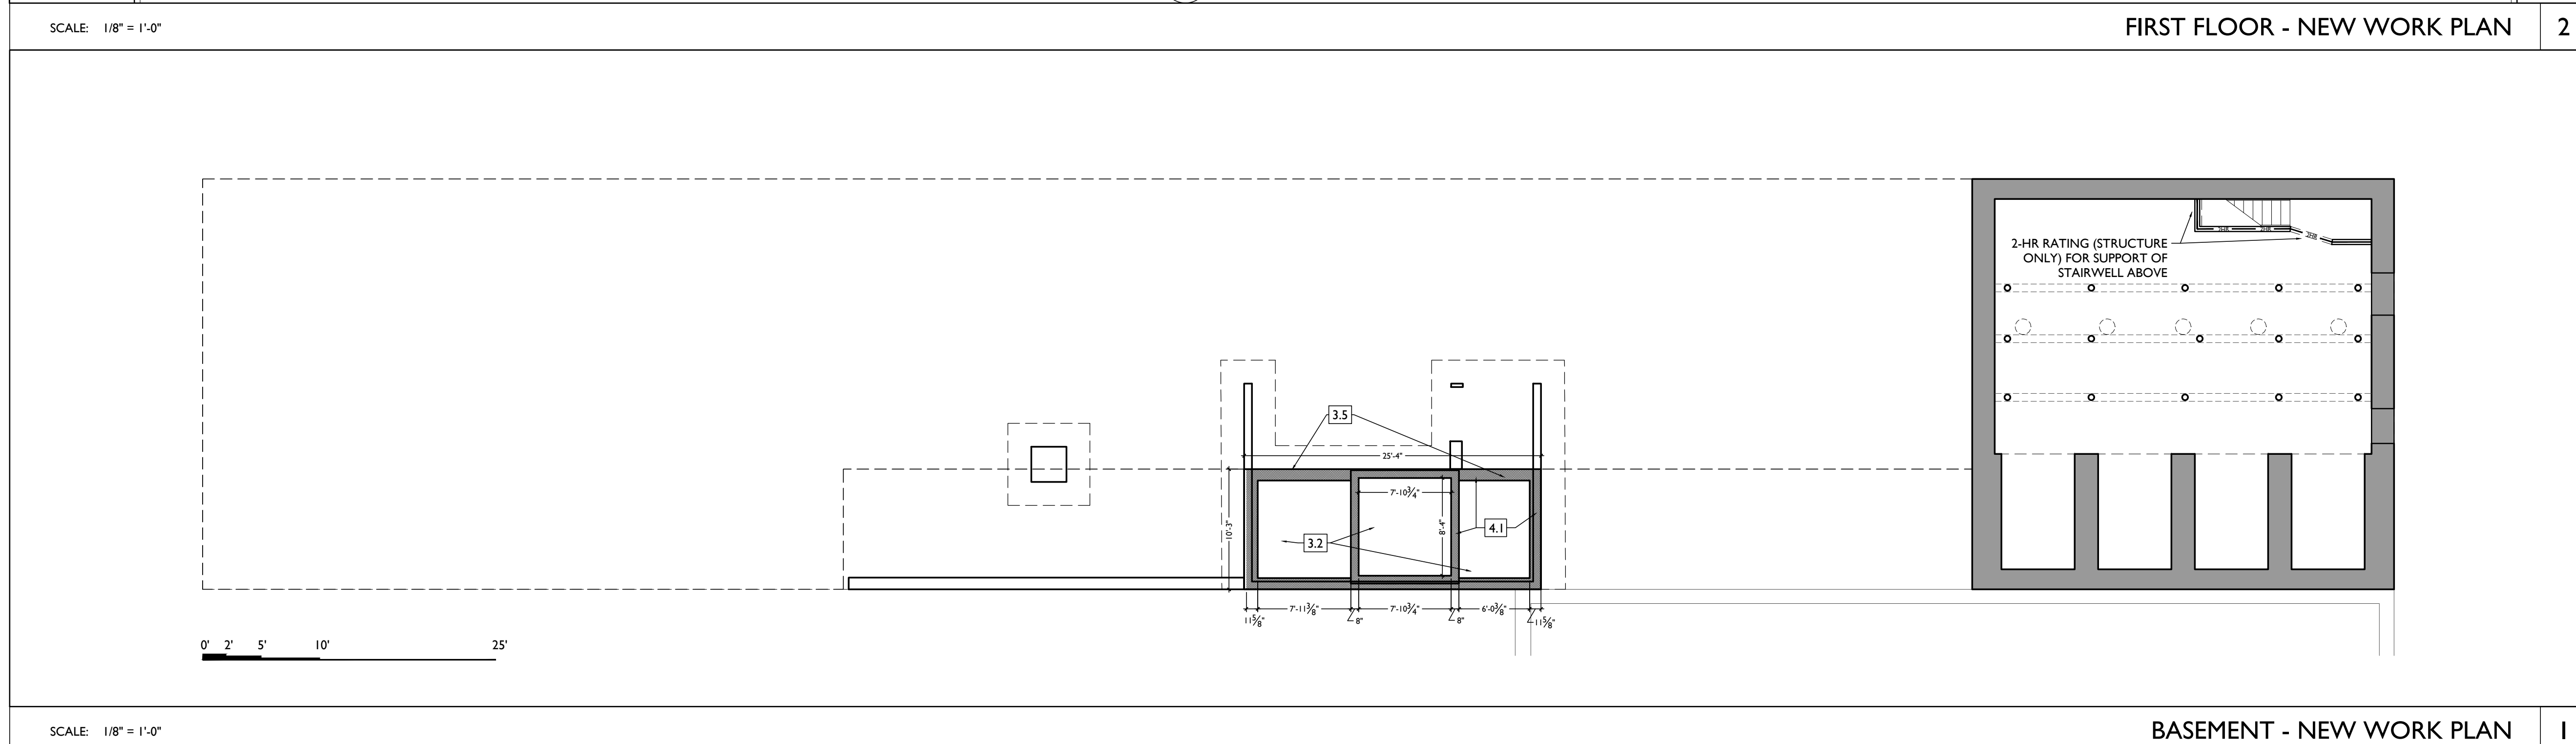 SCALE: 1/8" = 1'-0"
FIRST FLOOR - NEW WORK PLAN 2
2-HR RATING (STRUCTURE
ONLY) FOR SUPPORT OF
STAIRWELL ABOVE
2HR 2HR 2HR
3.5
25'-4"
7'-10¾"
10'-3"
8'-4"
4.1
3.2
7'-11⅜" 7'-10¾" 6'-0⅜"
11⅝" 8" 8" 11⅝"
0' 2' 5' 10' 25'
SCALE: 1/8" = 1'-0"
BASEMENT - NEW WORK PLAN 1